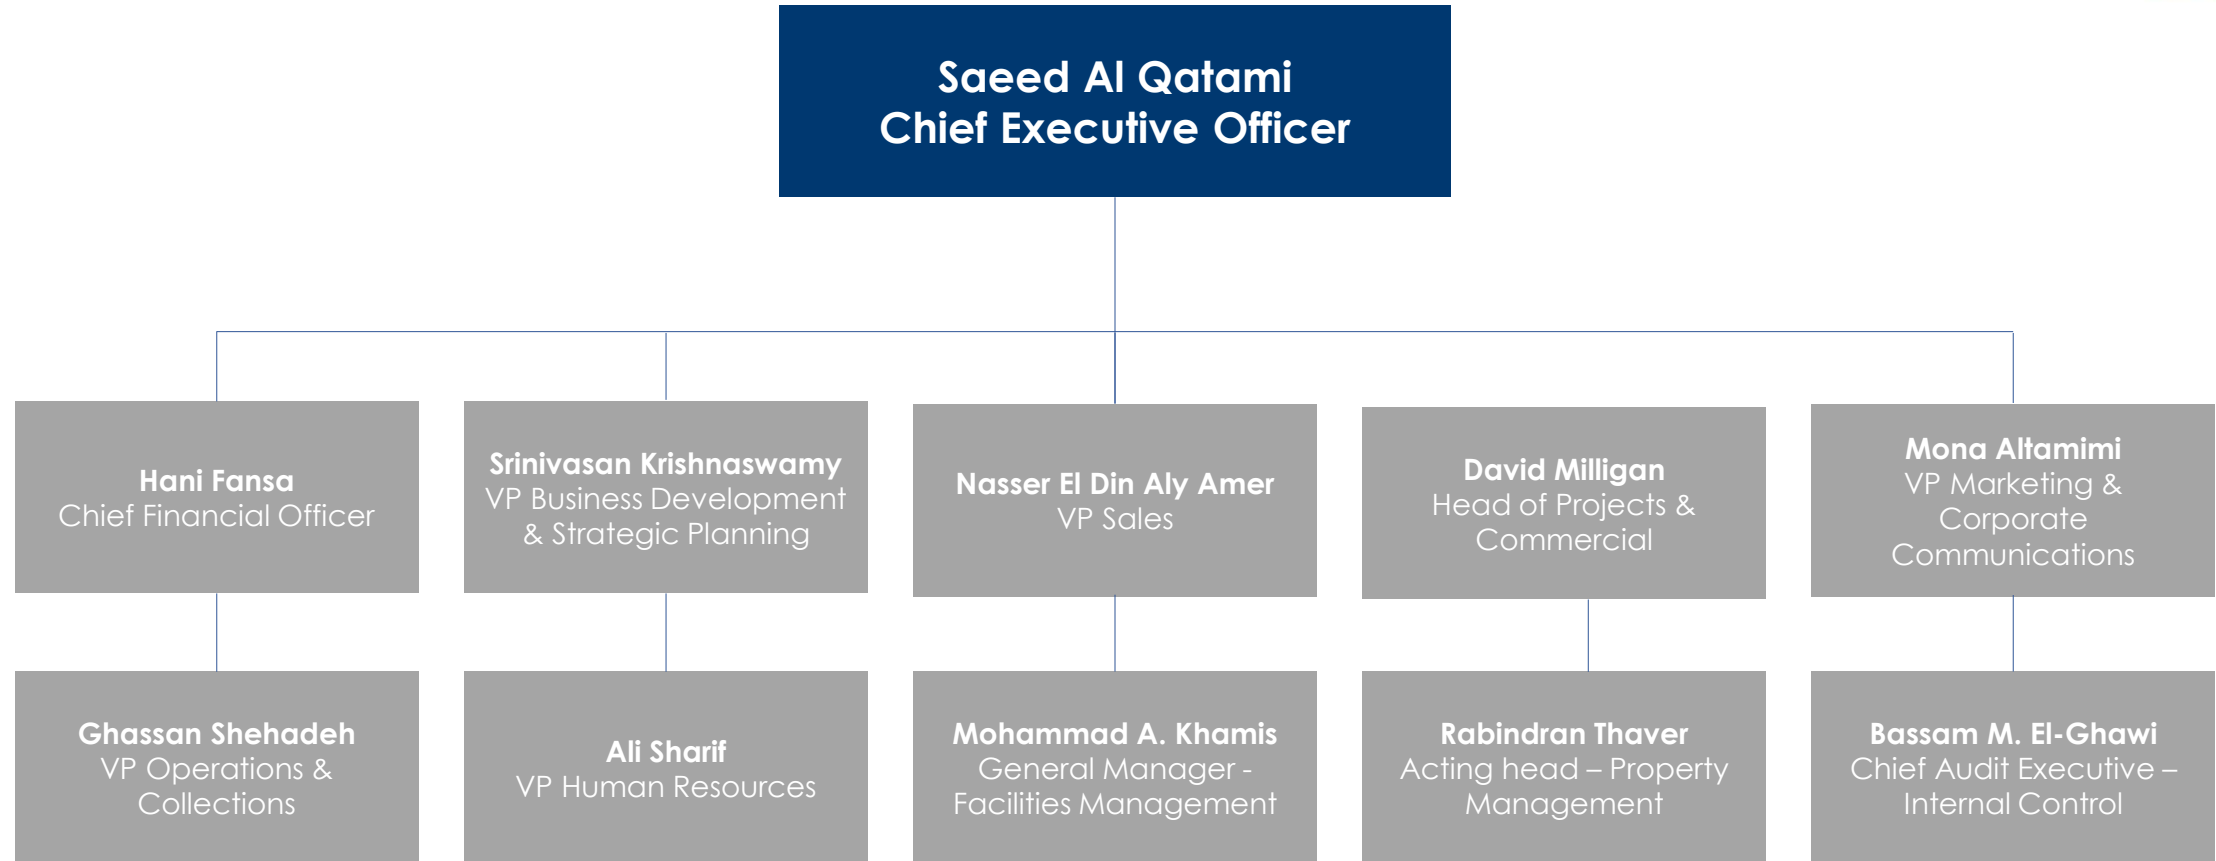 Saeed Al Qatami
Chief Executive Officer
Hani Fansa
Chief Financial Officer
Srinivasan Krishnaswamy
VP Business Development
& Strategic Planning
Nasser El Din Aly Amer
VP Sales
David Milligan
Head of Projects &
Commercial
Mona Altamimi
VP Marketing &
Corporate
Communications
Ghassan Shehadeh
VP Operations &
Collections
Ali Sharif
VP Human Resources
Mohammad A. Khamis
General Manager -
Facilities Management
Rabindran Thaver
Acting head – Property
Management
Bassam M. El-Ghawi
Chief Audit Executive –
Internal Control